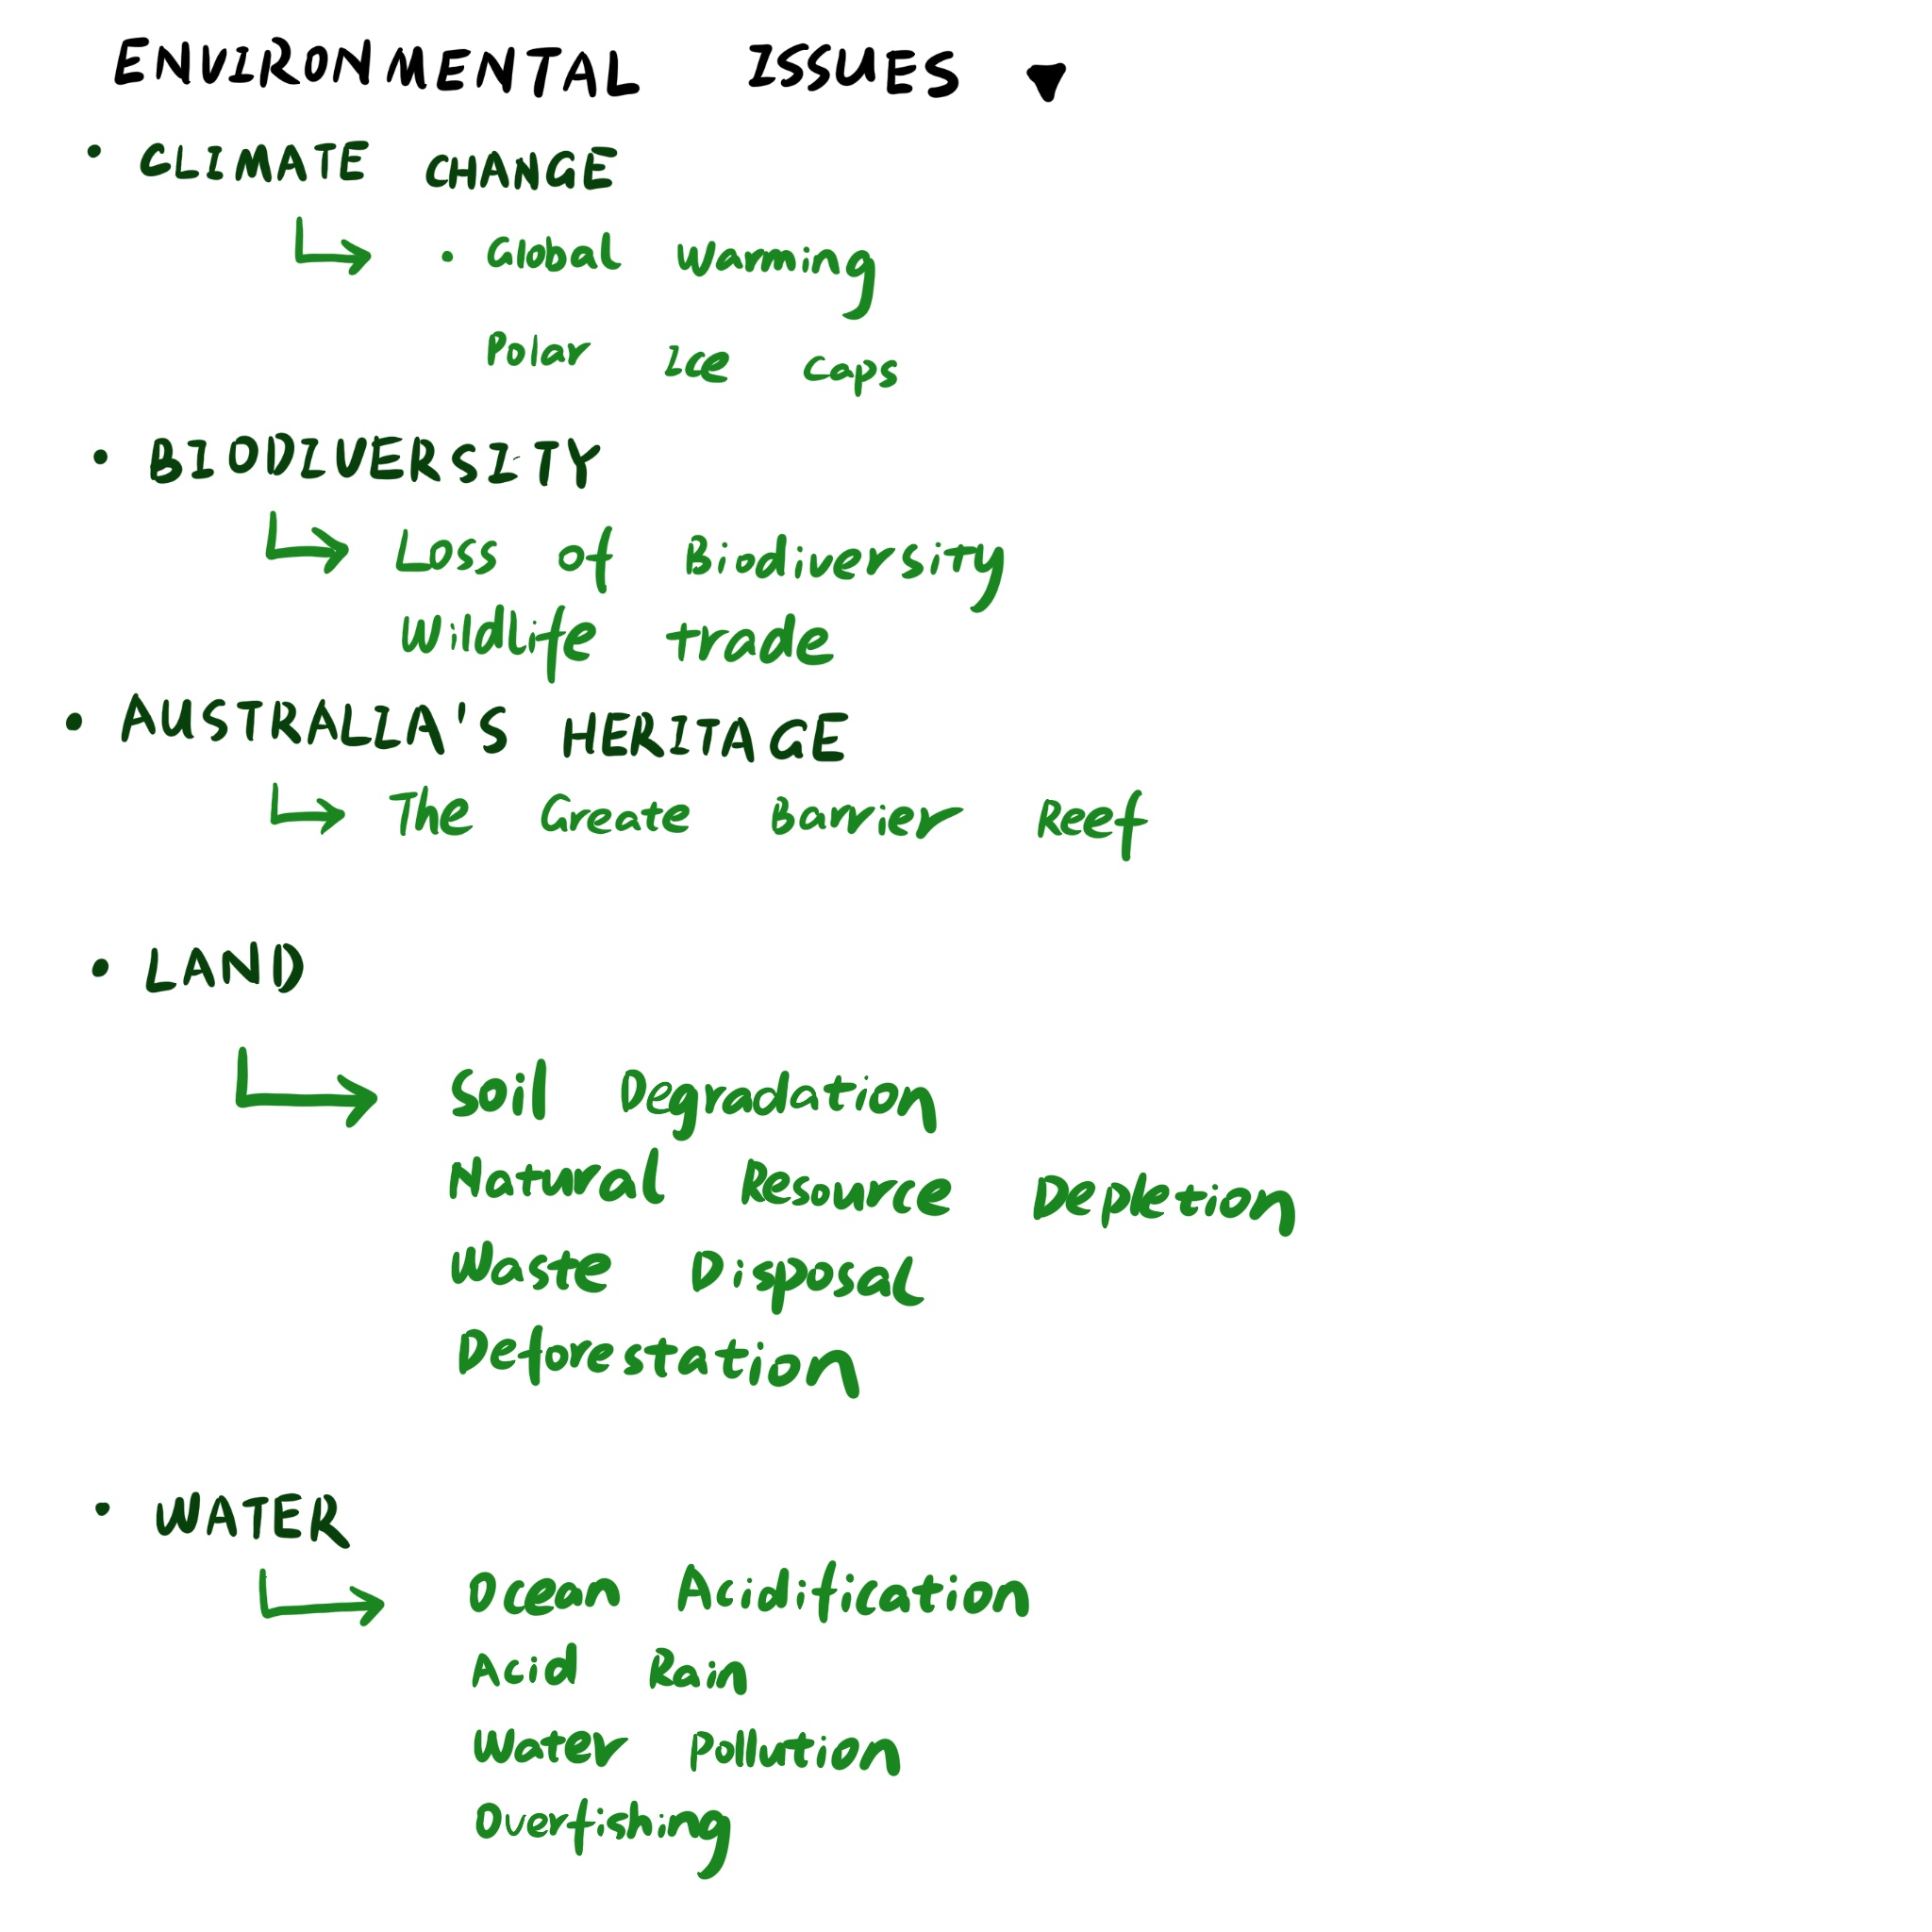 ENVIRONMENTAL ISSUES ▼
• CLIMATE CHANGE
• Global Warming
Polar Ice Caps
• BIODIVERSITY
Loss of Biodiversity
Wildlife trade
• AUSTRALIA'S HERITAGE
The Greate Barrier Reef
• LAND
Soil Degradation
Natural Resource Depletion
Waste Disposal
Deforestation
• WATER
Ocean Acidification
Acid Rain
Water Pollution
Overfishing